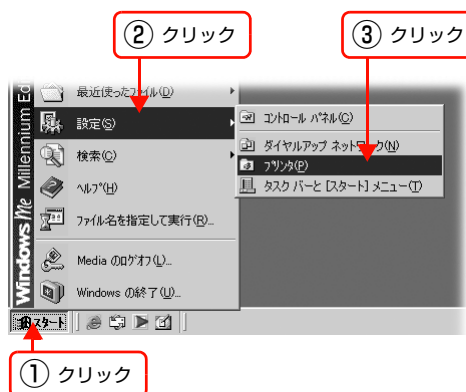 ② クリック
③ クリック
最近使ったファイル(D)
設定(S)
検索(C)
ヘルプ(H)
ファイル名を指定して実行(R)...
Media のログオフ(L)...
Windows の終了(U)...
Windows Me Millennium Edi
コントロール パネル(C)
ダイヤルアップ ネットワーク(N)
プリンタ(P)
タスク バーと [スタート] メニュー(T)
スタート
① クリック